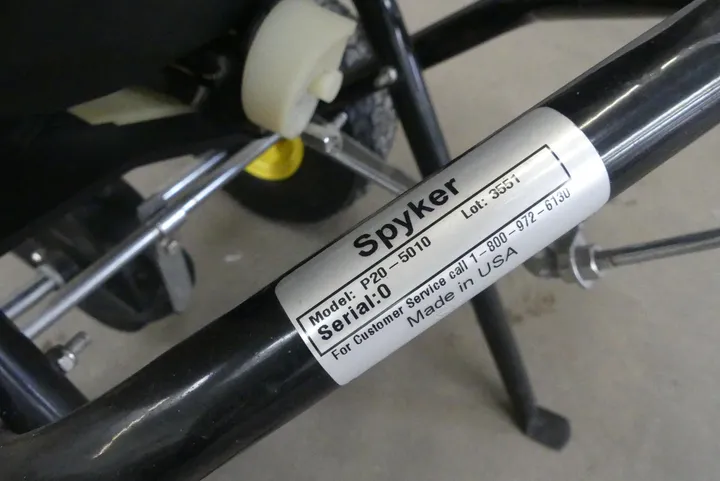 Spyker
Model: P20-5010 Lot: 3551
Serial:0
For Customer Service call 1-800-972-6130
Made in USA